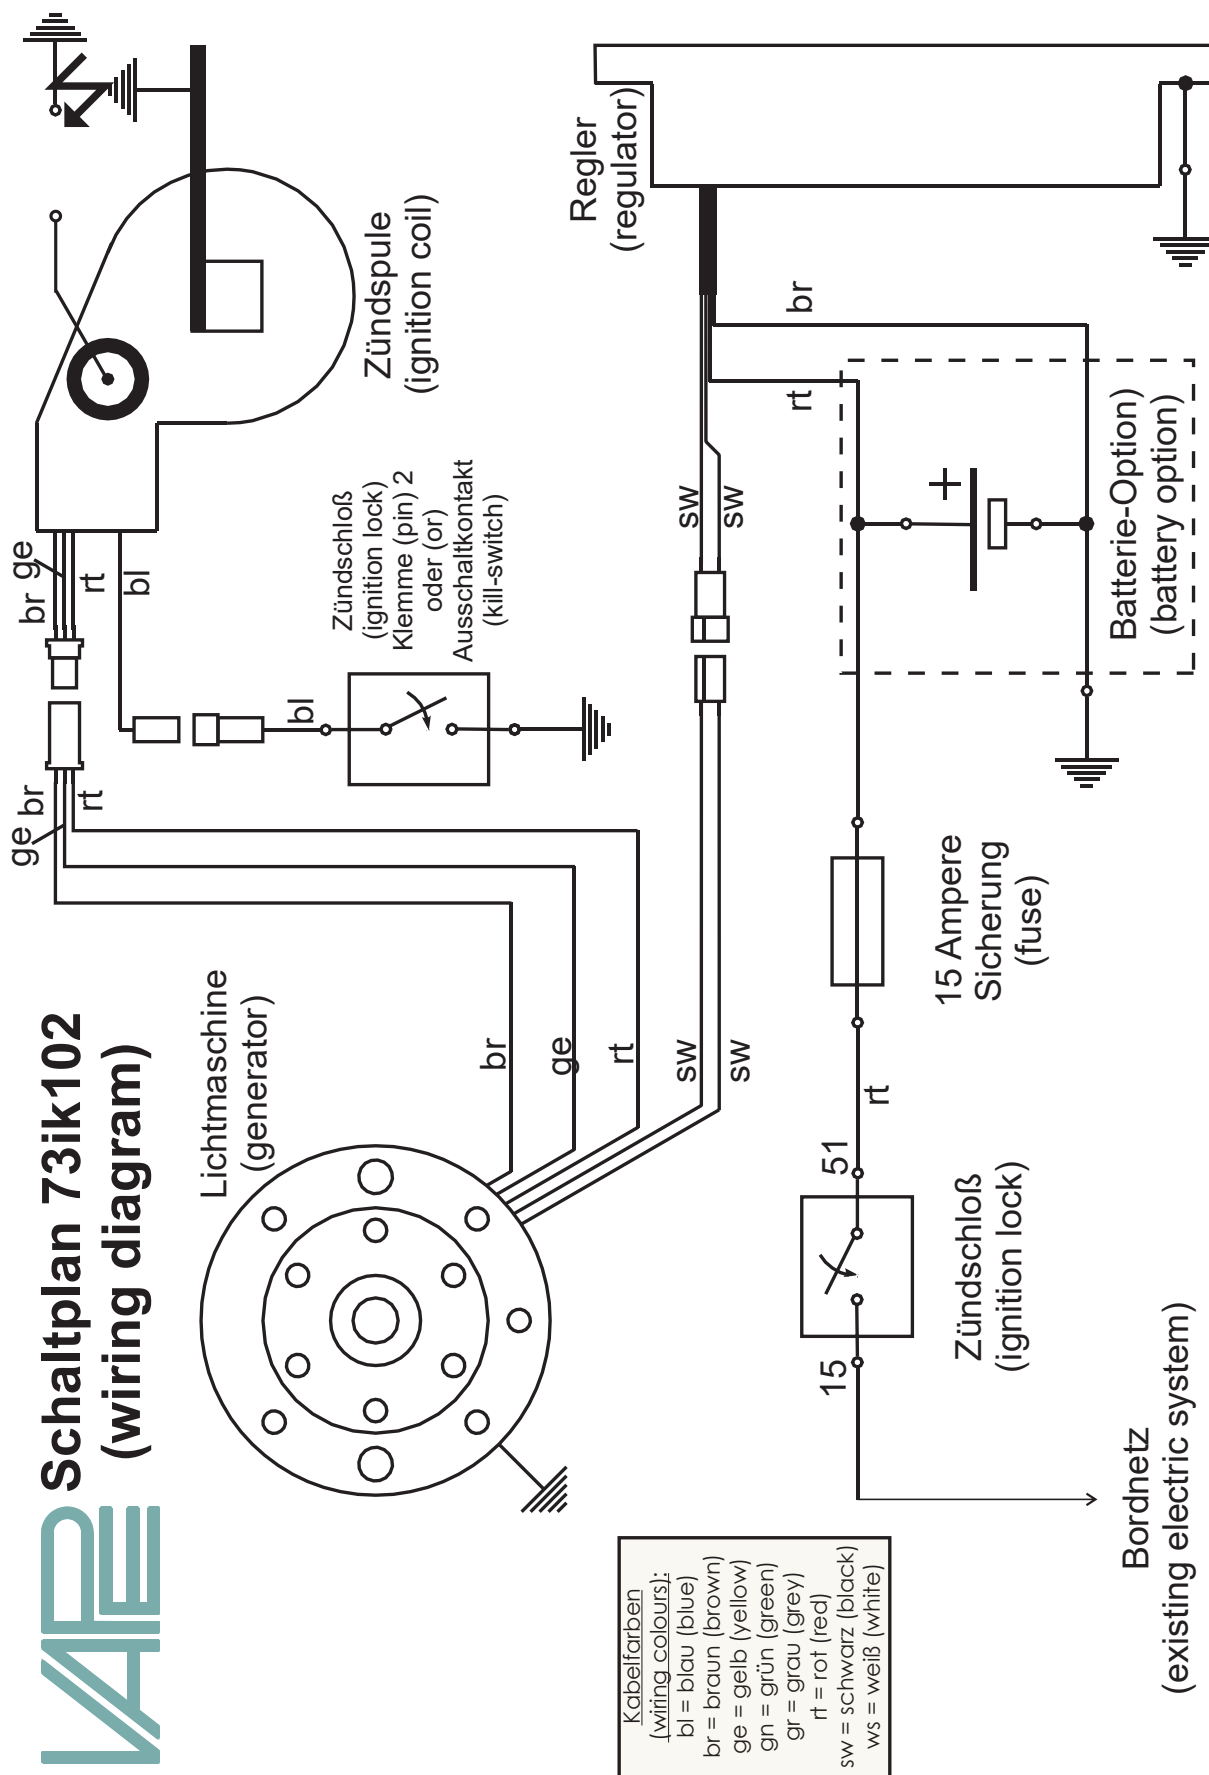 VAPE
Schaltplan 73ik102
(wiring diagram)
Lichtmaschine
(generator)
br
ge
rt
sw
sw
ge
br
rt
br
ge
rt
bl
bl
Zündschloß
(ignition lock)
Klemme (pin) 2
oder (or)
Ausschaltkontakt
(kill-switch)
Zündspule
(ignition coil)
Regler
(regulator)
sw
sw
rt
br
+
Batterie-Option)
(battery option)
15 Ampere
Sicherung
(fuse)
rt
51
15
Zündschloß
(ignition lock)
Bordnetz
(existing electric system)
Kabelfarben
(wiring colours):
bl = blau (blue)
br = braun (brown)
ge = gelb (yellow)
gn = grün (green)
gr = grau (grey)
rt = rot (red)
sw = schwarz (black)
ws = weiß (white)